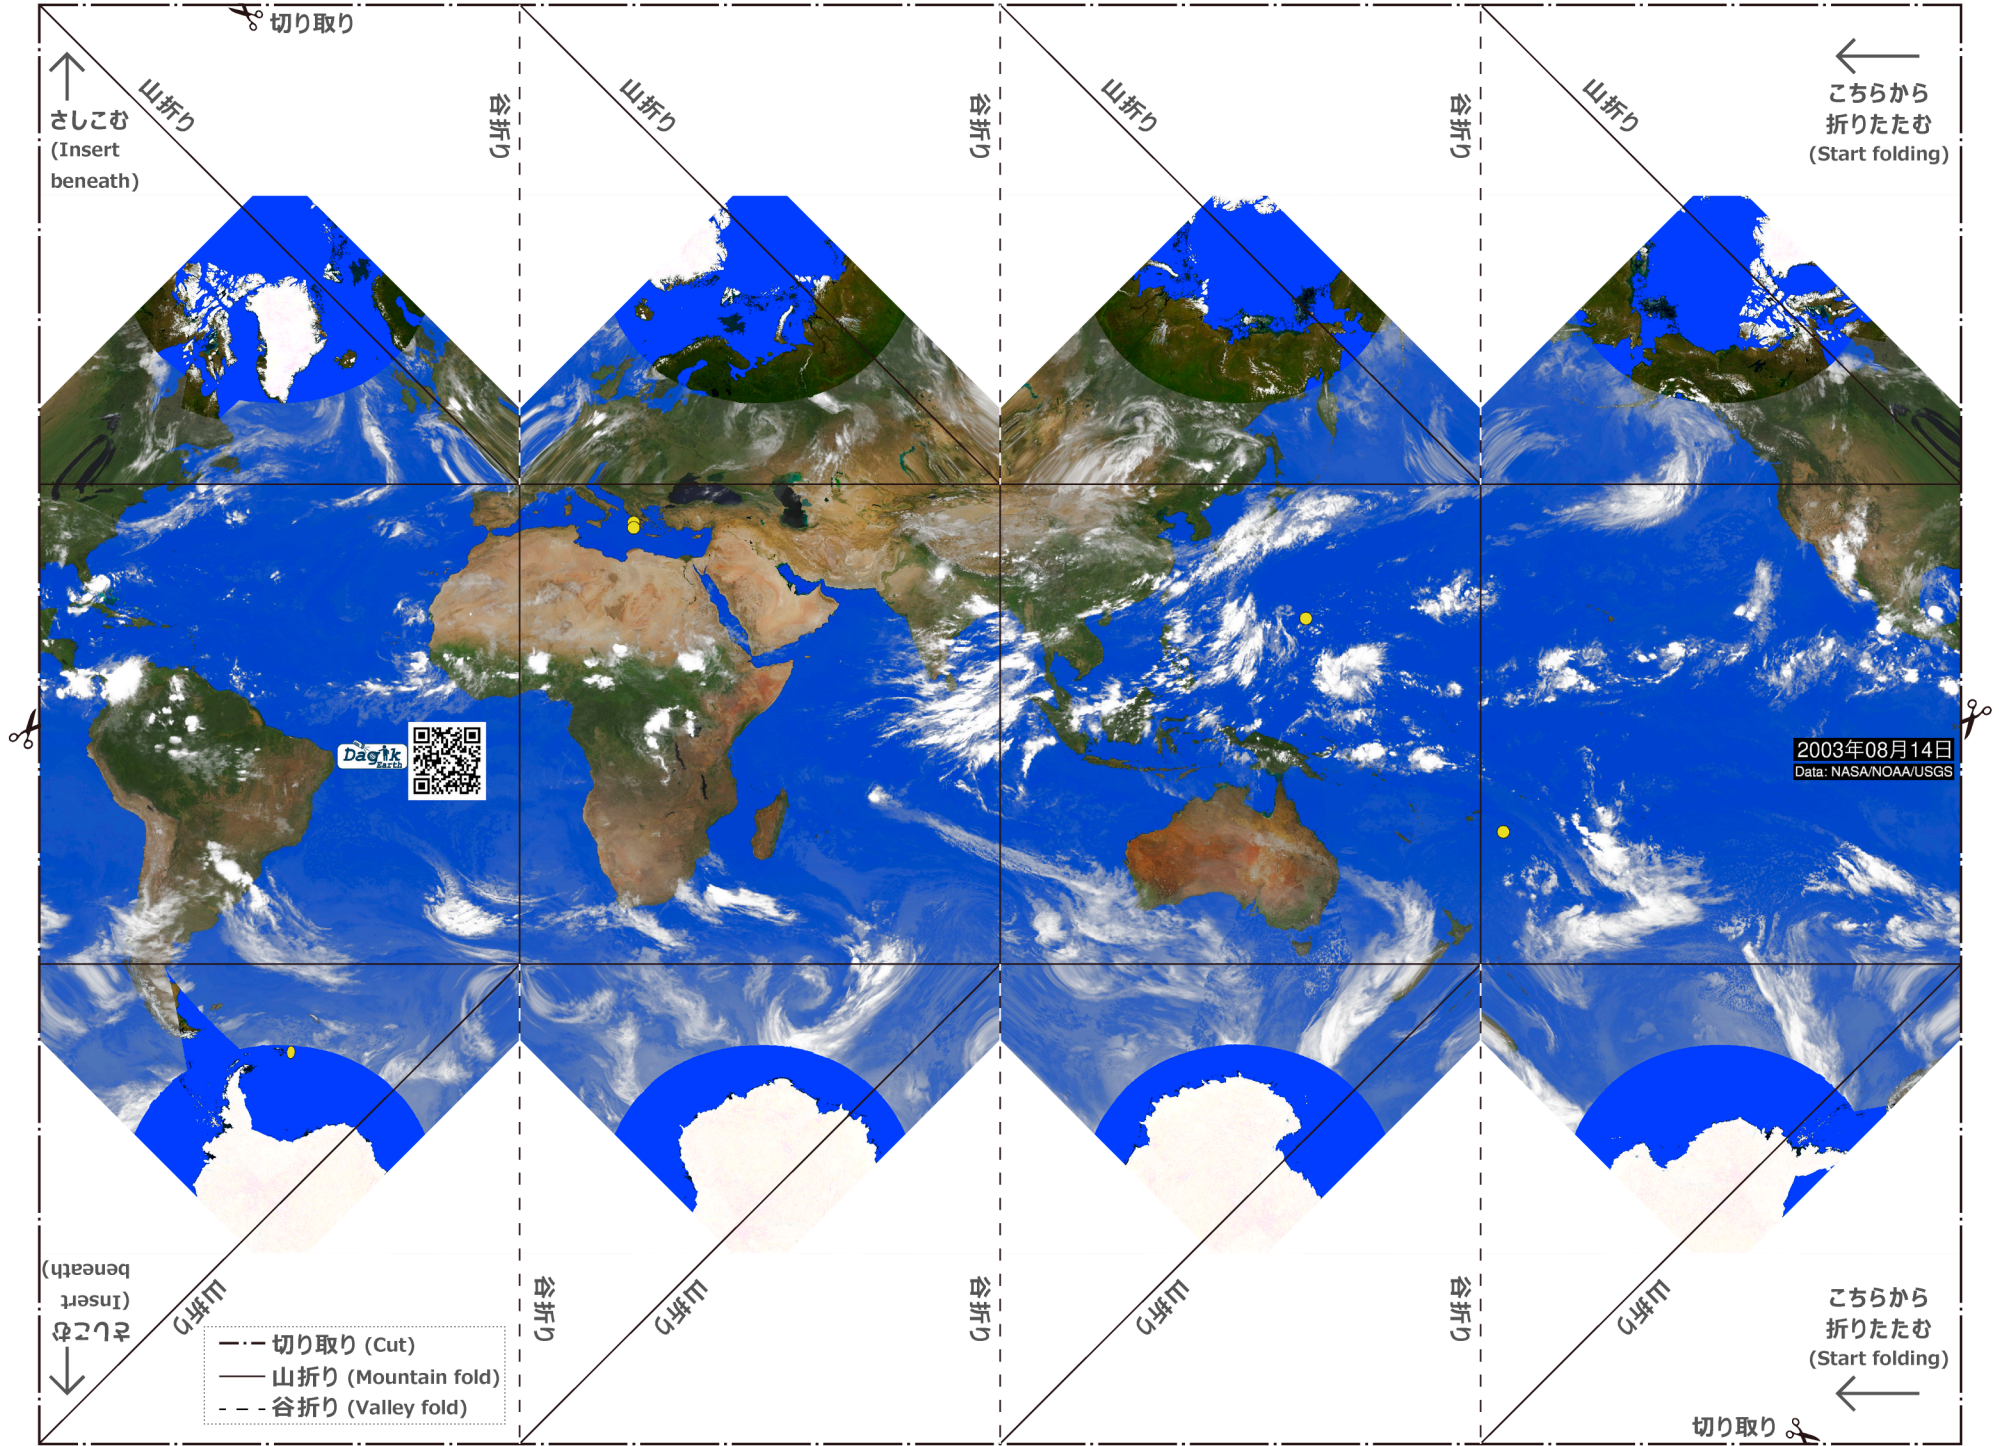 切り取り
山折り
山折り
山折り
山折り
谷折り
谷折り
谷折り
さしこむ
(Insert
beneath)
こちらから
折りたたむ
(Start folding)
Dagik
Earth
2003年08月14日
Data: NASA/NOAA/USGS
さしこむ
(Insert
beneath)
山折り
山折り
山折り
山折り
谷折り
谷折り
谷折り
こちらから
折りたたむ
(Start folding)
切り取り (Cut)
山折り (Mountain fold)
谷折り (Valley fold)
切り取り